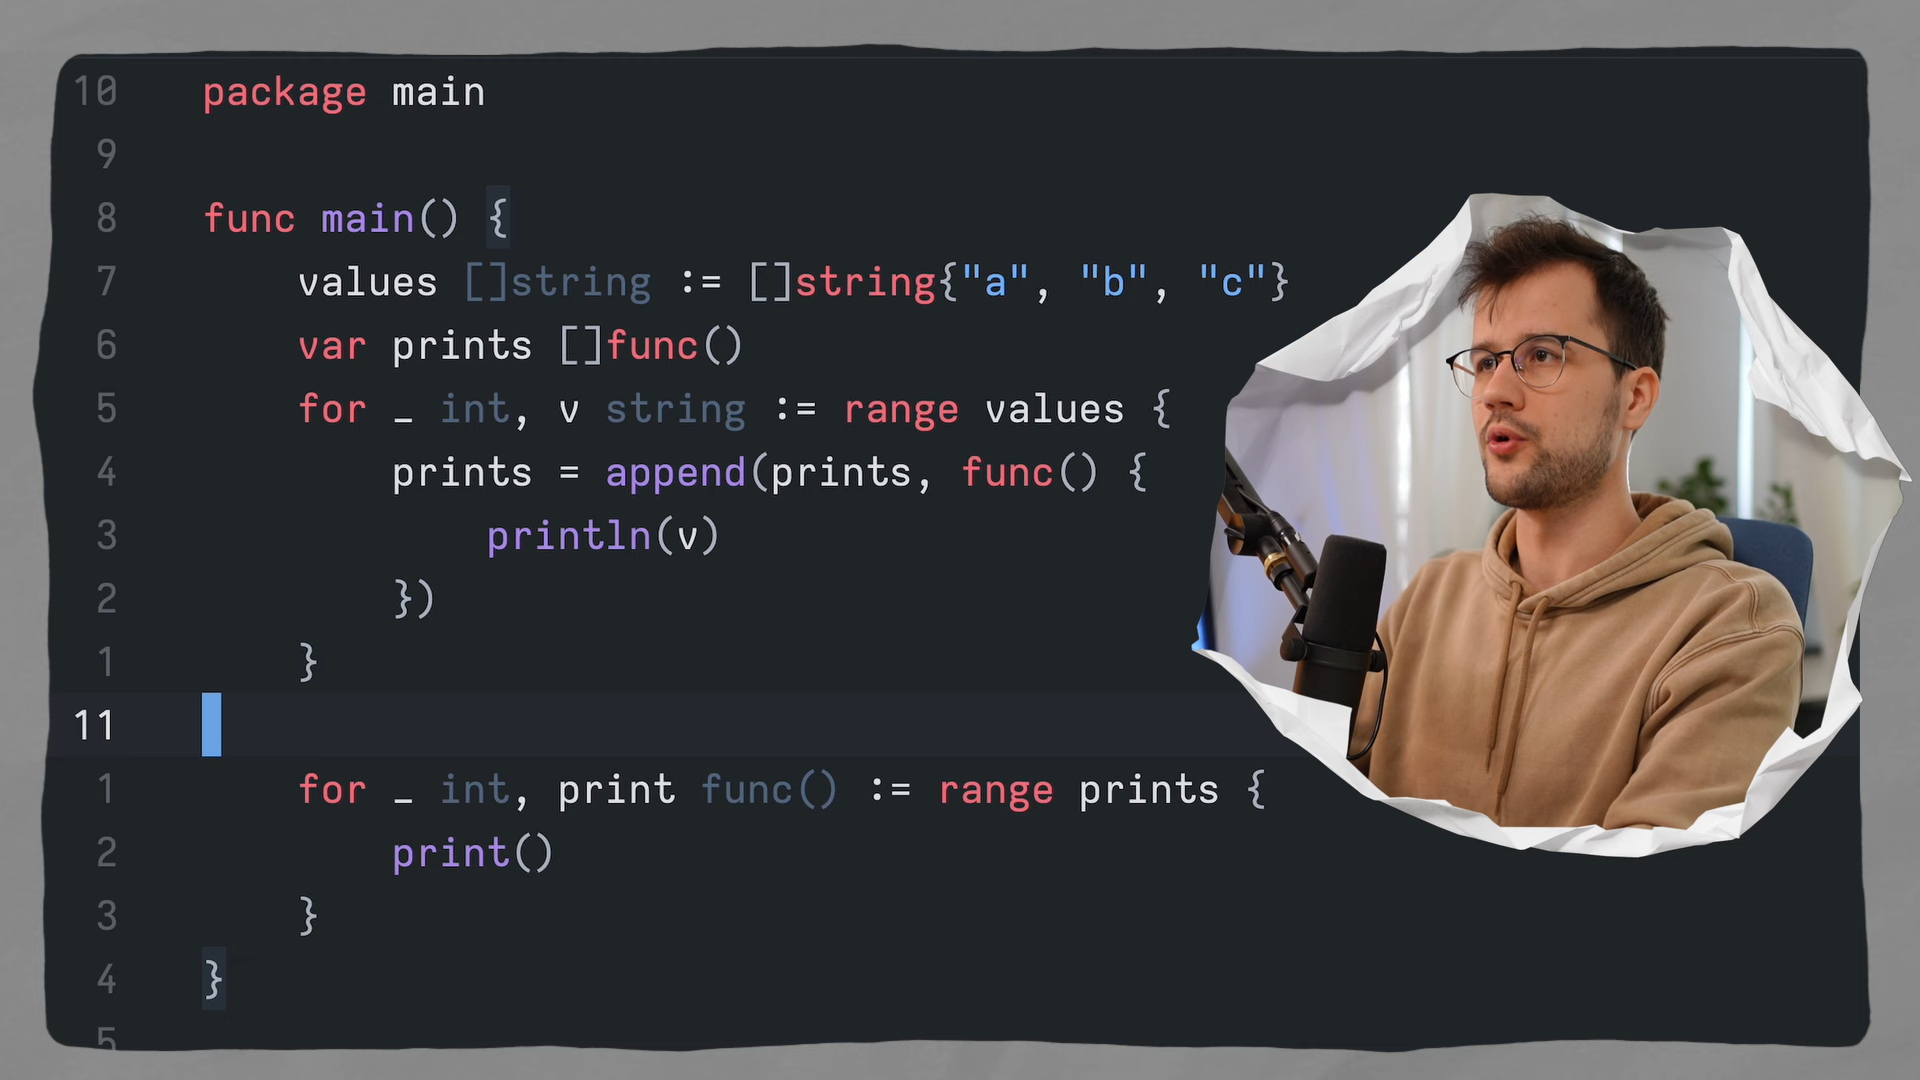 10 package main
9
8 func main() {
7 values []string := []string{"a", "b", "c"}
6 var prints []func()
5 for _ int, v string := range values {
4 prints = append(prints, func() {
3 println(v)
2 })
1 }
11
1 for _ int, print func() := range prints {
2 print()
3 }
4 }
5